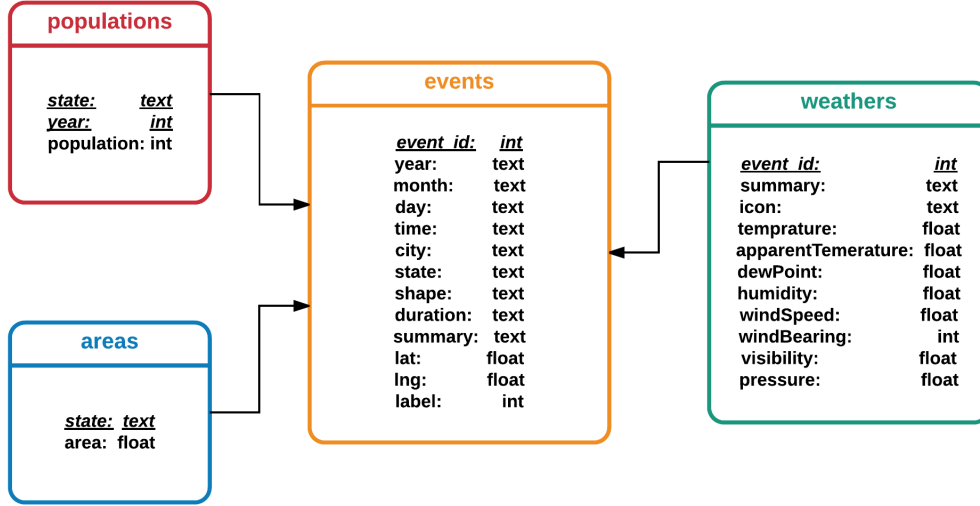 populations
state: text
year: int
population: int
events
event_id: int
year: text
month: text
day: text
time: text
city: text
state: text
shape: text
duration: text
summary: text
lat: float
lng: float
label: int
weathers
event_id: int
summary: text
icon: text
temprature: float
apparentTemerature: float
dewPoint: float
humidity: float
windSpeed: float
windBearing: int
visibility: float
pressure: float
areas
state: text
area: float